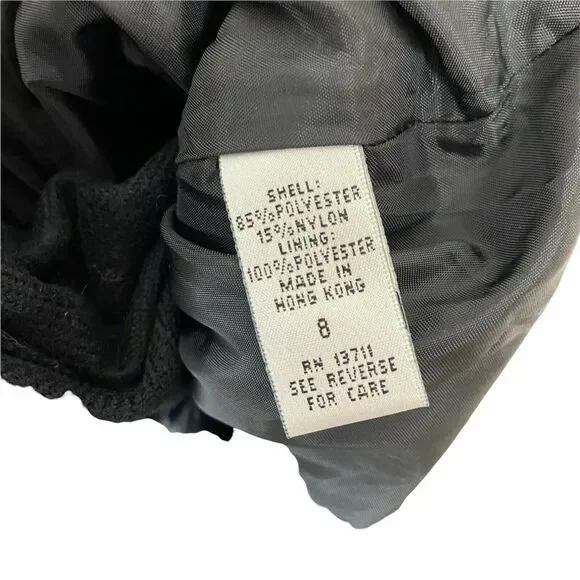 SHELL:
85%POLYESTER
15%NYLON
LINING:
100%POLYESTER
MADE IN
HONG KONG
8
RN 13711
SEE REVERSE
FOR CARE